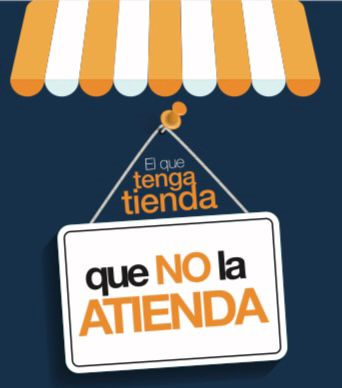 El que
tenga
tienda
que NO la
ATIENDA